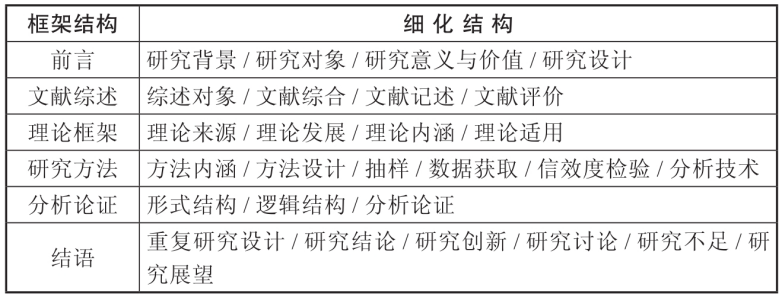 框架结构 细化结构
前言 研究背景 / 研究对象 / 研究意义与价值 / 研究设计
文献综述 综述对象 / 文献综合 / 文献记述 / 文献评价
理论框架 理论来源 / 理论发展 / 理论内涵 / 理论适用
研究方法 方法内涵 / 方法设计 / 抽样 / 数据获取 / 信效度检验 / 分析技术
分析论证 形式结构 / 逻辑结构 / 分析论证
结语 重复研究设计 / 研究结论 / 研究创新 / 研究讨论 / 研究不足 / 研
究展望